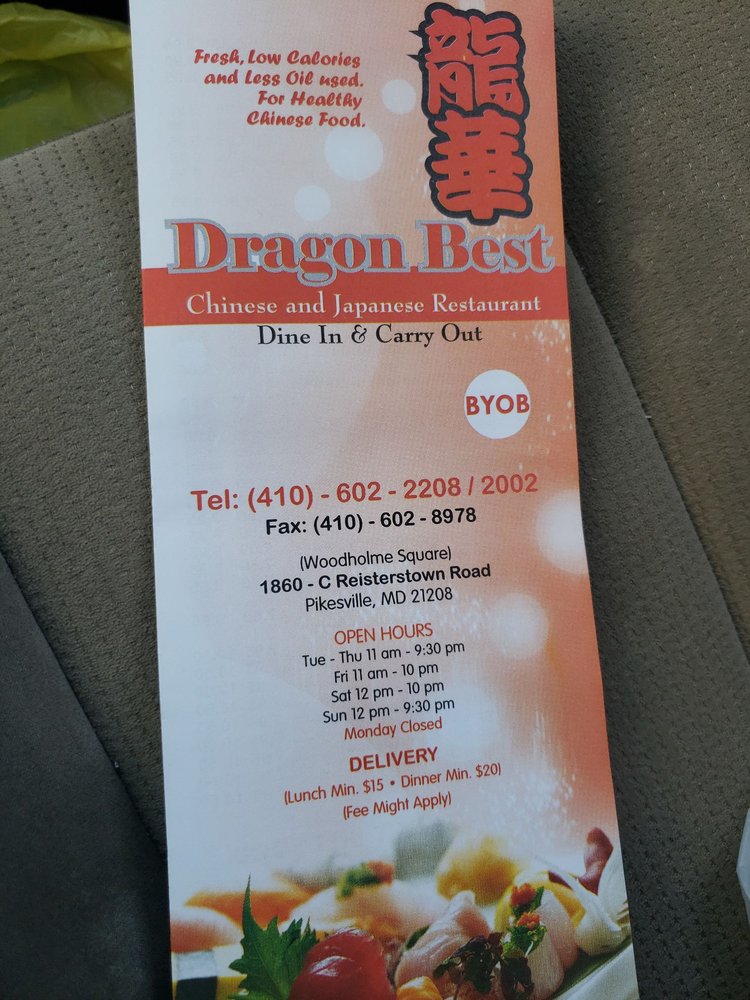 Fresh, Low Calories
and Less Oil used.
For Healthy
Chinese Food.
龍華
Dragon Best
Chinese and Japanese Restaurant
Dine In & Carry Out
BYOB
Tel: (410) - 602 - 2208 / 2002
Fax: (410) - 602 - 8978
(Woodholme Square)
1860 - C Reisterstown Road
Pikesville, MD 21208
OPEN HOURS
Tue - Thu 11 am - 9:30 pm
Fri 11 am - 10 pm
Sat 12 pm - 10 pm
Sun 12 pm - 9:30 pm
Monday Closed
DELIVERY
(Lunch Min. $15 • Dinner Min. $20)
(Fee Might Apply)